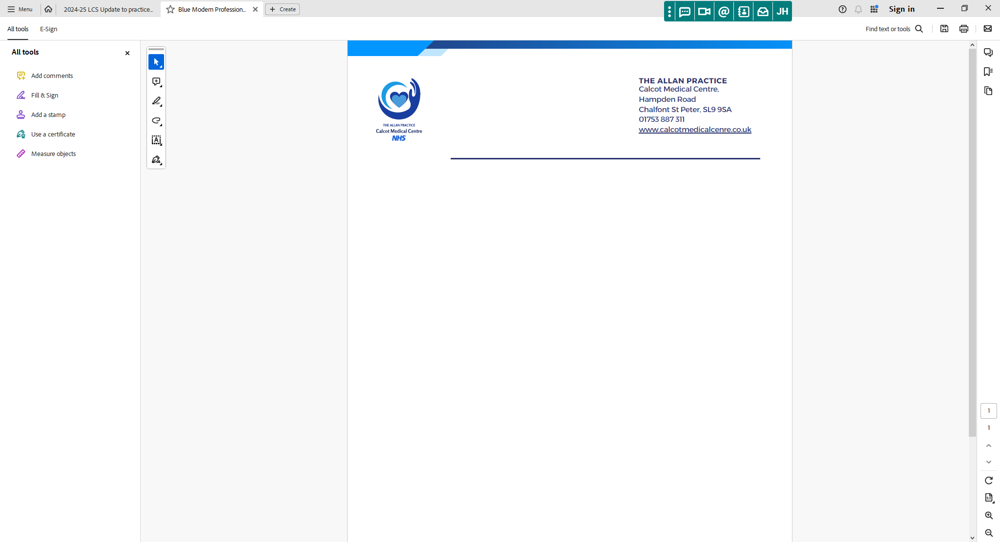 Menu
2024-25 LCS Update to practice...
Blue Modern Profession...
Create
JH
Sign in
All tools
E-Sign
Find text or tools
All tools
Add comments
Fill & Sign
Add a stamp
Use a certificate
Measure objects
THE ALLAN PRACTICE
Calcot Medical Centre
NHS
THE ALLAN PRACTICE
Calcot Medical Centre,
Hampden Road
Chalfont St Peter, SL9 9SA
01753 887 311
www.calcotmedicalcenre.co.uk
1
1